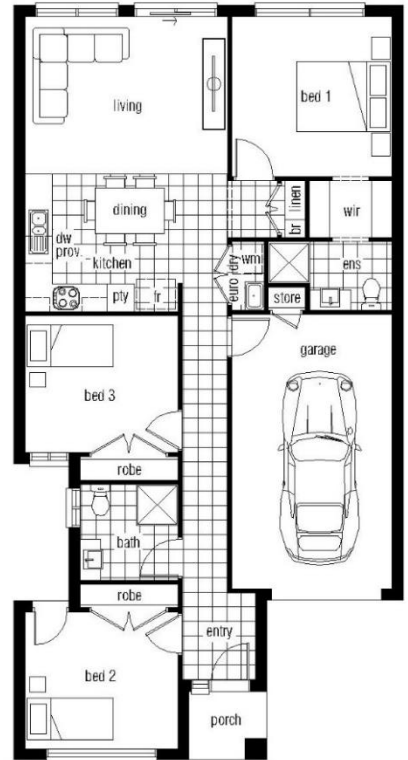 living
bed 1
dining
linen
br
wir
dw
prov.
kitchen
euro ldry
wm
ens
pty
fr
store
garage
bed 3
robe
bath
robe
entry
bed 2
porch